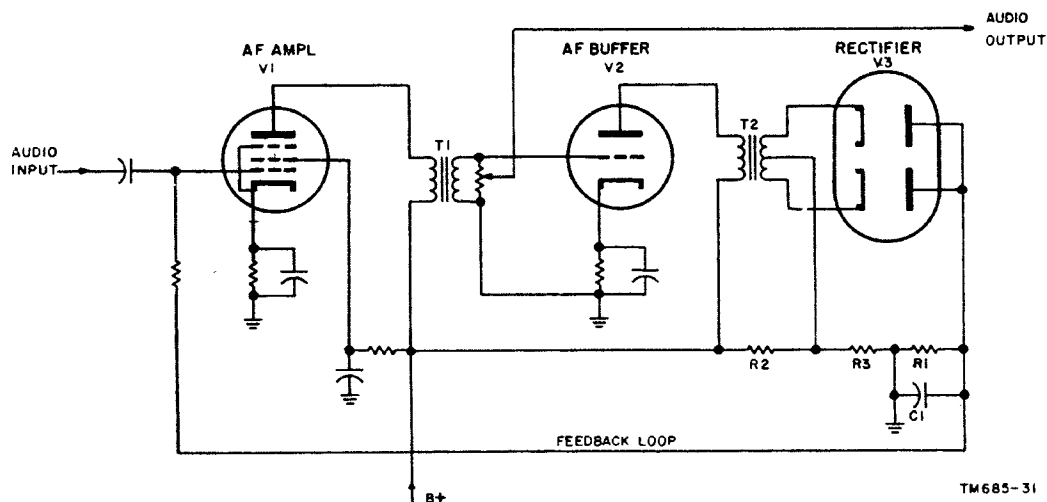 AUDIO
OUTPUT
AF AMPL
V1
AF BUFFER
V2
RECTIFIER
V3
T1
T2
AUDIO
INPUT
R2
R3
R1
C1
FEEDBACK LOOP
B+
TM685-31